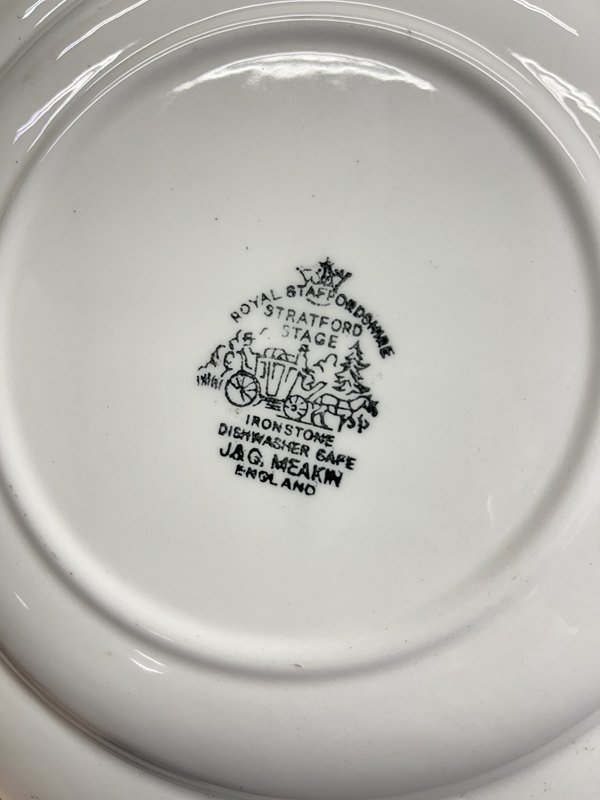 ROYAL STAFFORDSHIRE
STRATFORD
STAGE
IRONSTONE
DISHWASHER SAFE
J&G. MEAKIN
ENGLAND